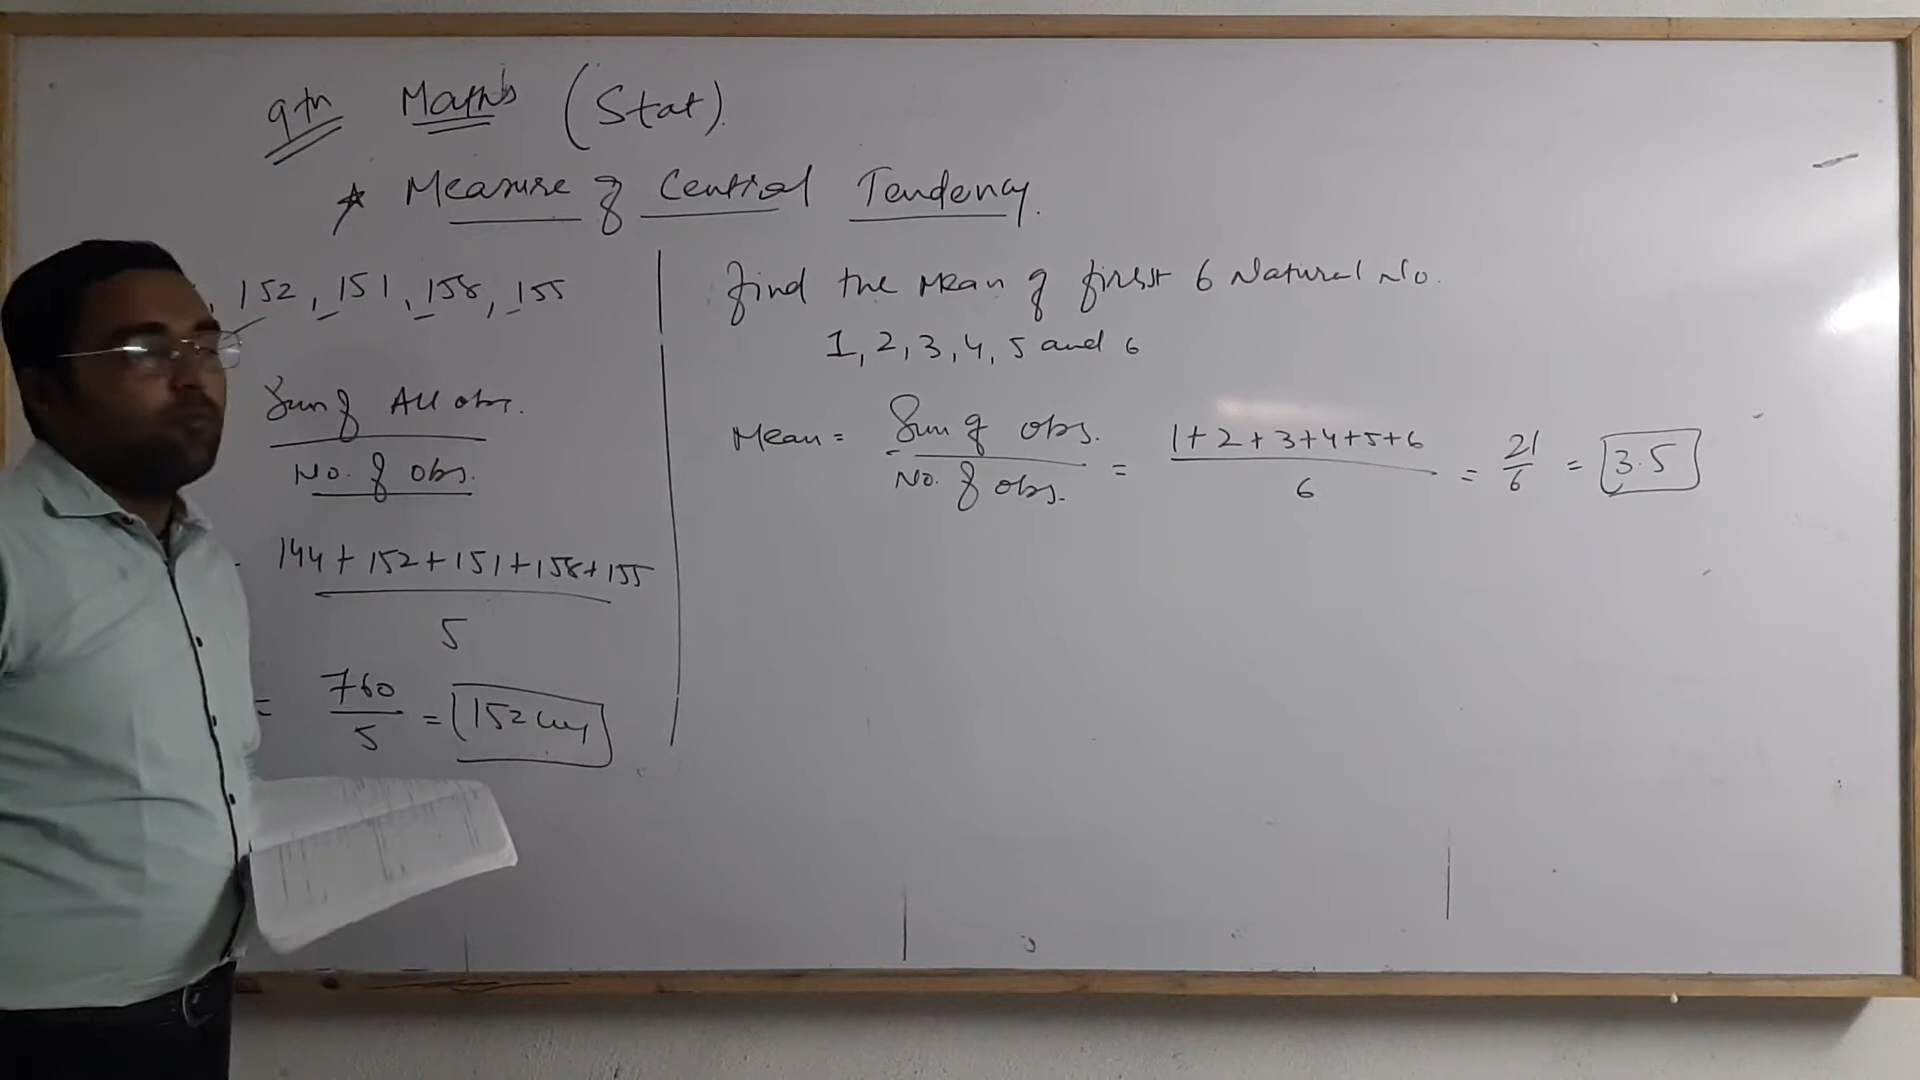 9th Maths (Stat).
* Measure of Central Tendency.
, 152, 151, 158, 155
Sum of All obs.
No. of obs.
144 + 152 + 151 + 158 + 155
5
= 760
5
= 152 cm
find the Mean of first 6 Natural No.
1, 2, 3, 4, 5 and 6
Mean = Sum of obs.
No. of obs.
= 1 + 2 + 3 + 4 + 5 + 6
6
= 21
6
= 3.5